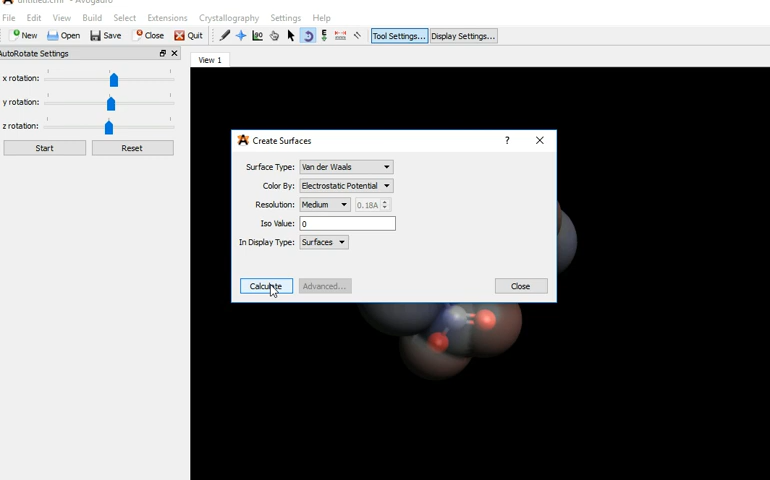 untitled.cml - Avogadro
File Edit View Build Select Extensions Crystallography Settings Help
New Open Save Close Quit Tool Settings... Display Settings...
AutoRotate Settings
View 1
x rotation:
y rotation:
z rotation:
Start Reset
Create Surfaces ?
Surface Type: Van der Waals
Color By: Electrostatic Potential
Resolution: Medium 0.18Å
Iso Value: 0
In Display Type: Surfaces
Calculate Advanced... Close